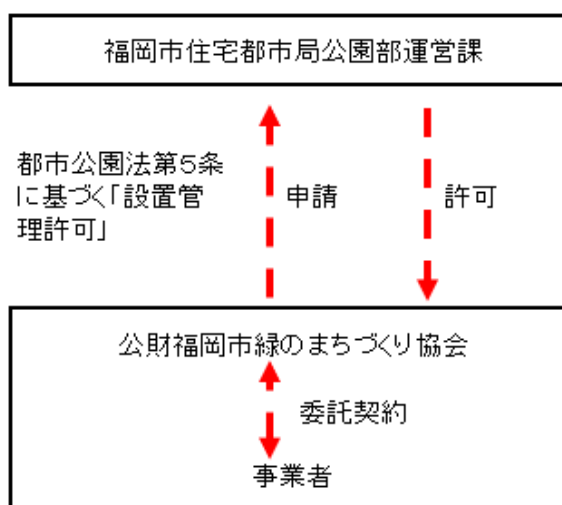 福岡市住宅都市局公園部運営課
都市公園法第5条
に基づく「設置管
理許可」
申請
許可
公財福岡市緑のまちづくり協会
委託契約
事業者